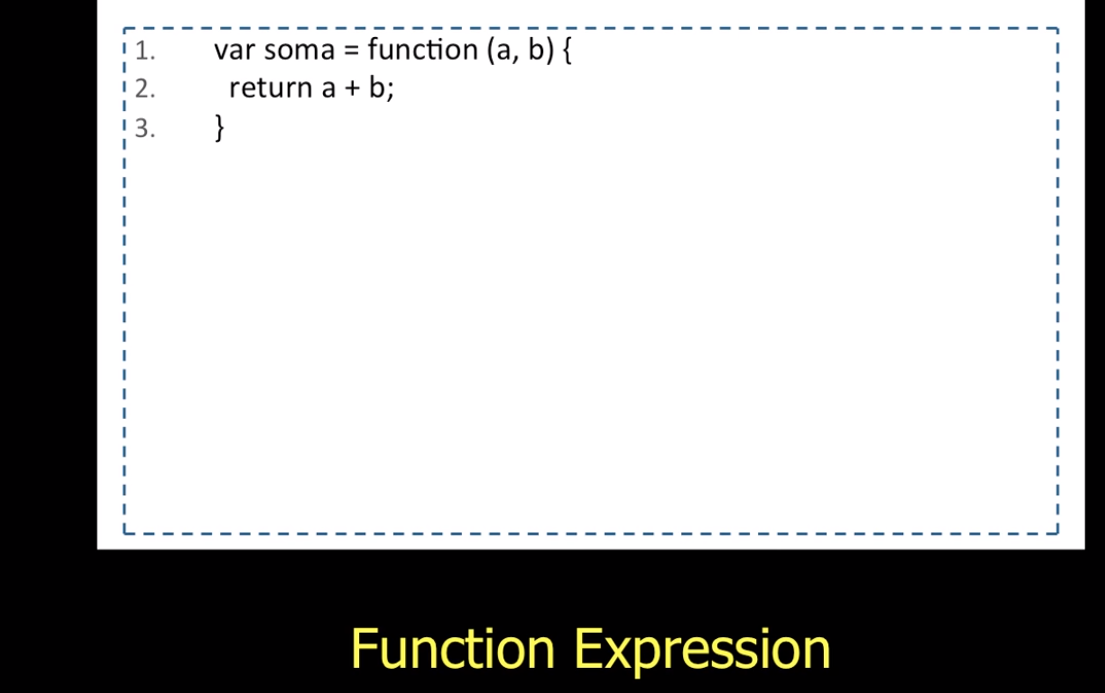 1. var soma = function (a, b) {
2. return a + b;
3. }
Function Expression